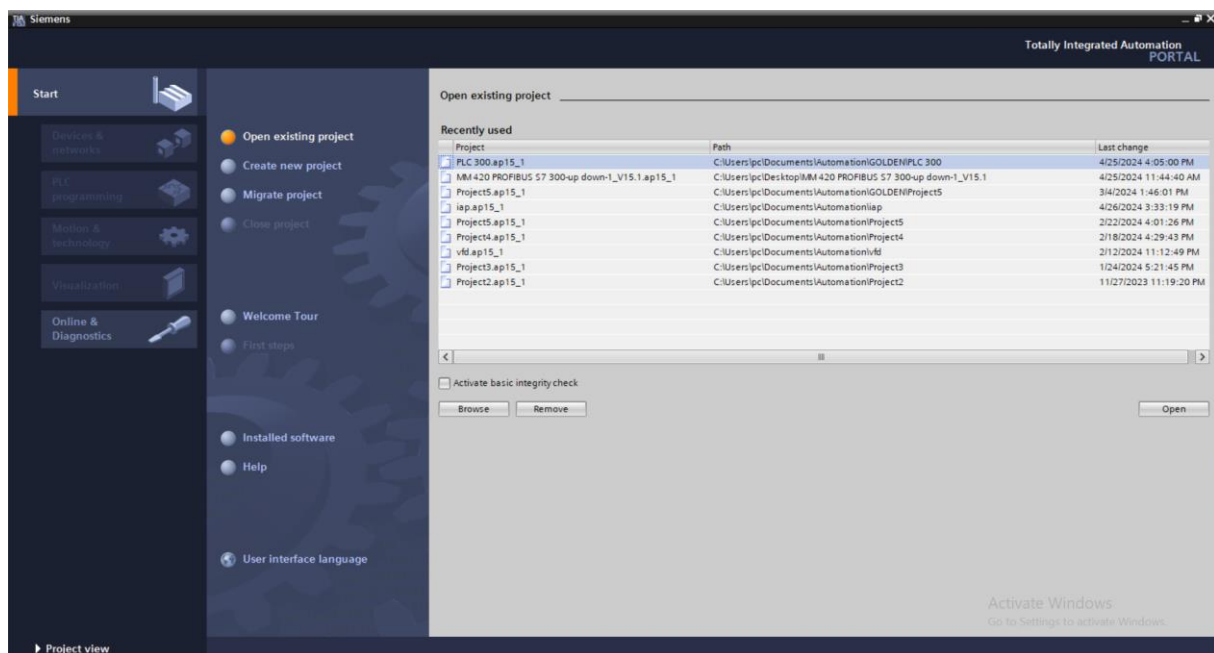 Siemens
Totally Integrated Automation
PORTAL
Start
Devices &
networks
PLC
programming
Motion &
technology
Visualization
Online &
Diagnostics
Open existing project
Create new project
Migrate project
Close project
Welcome Tour
First steps
Installed software
Help
User interface language
Open existing project
Recently used
Project Path Last change
PLC 300.ap15_1 C:\Users\pc\Documents\Automation\GOLDEN\PLC 300 4/25/2024 4:05:00 PM
MM 420 PROFIBUS S7 300-up down-1_V15.1.ap15_1 C:\Users\pc\Desktop\MM 420 PROFIBUS S7 300-up down-1_V15.1 4/25/2024 11:44:40 AM
Project5.ap15_1 C:\Users\pc\Documents\Automation\GOLDEN\Project5 3/4/2024 1:46:01 PM
iap.ap15_1 C:\Users\pc\Documents\Automation\iap 4/26/2024 3:33:19 PM
Project5.ap15_1 C:\Users\pc\Documents\Automation\Project5 2/22/2024 4:01:26 PM
Project4.ap15_1 C:\Users\pc\Documents\Automation\Project4 2/18/2024 4:29:43 PM
vfd.ap15_1 C:\Users\pc\Documents\Automation\vfd 2/12/2024 11:12:49 PM
Project3.ap15_1 C:\Users\pc\Documents\Automation\Project3 1/24/2024 5:21:45 PM
Project2.ap15_1 C:\Users\pc\Documents\Automation\Project2 11/27/2023 11:19:20 PM
Activate basic integrity check
Browse Remove Open
Activate Windows
Go to Settings to activate Windows.
Project view